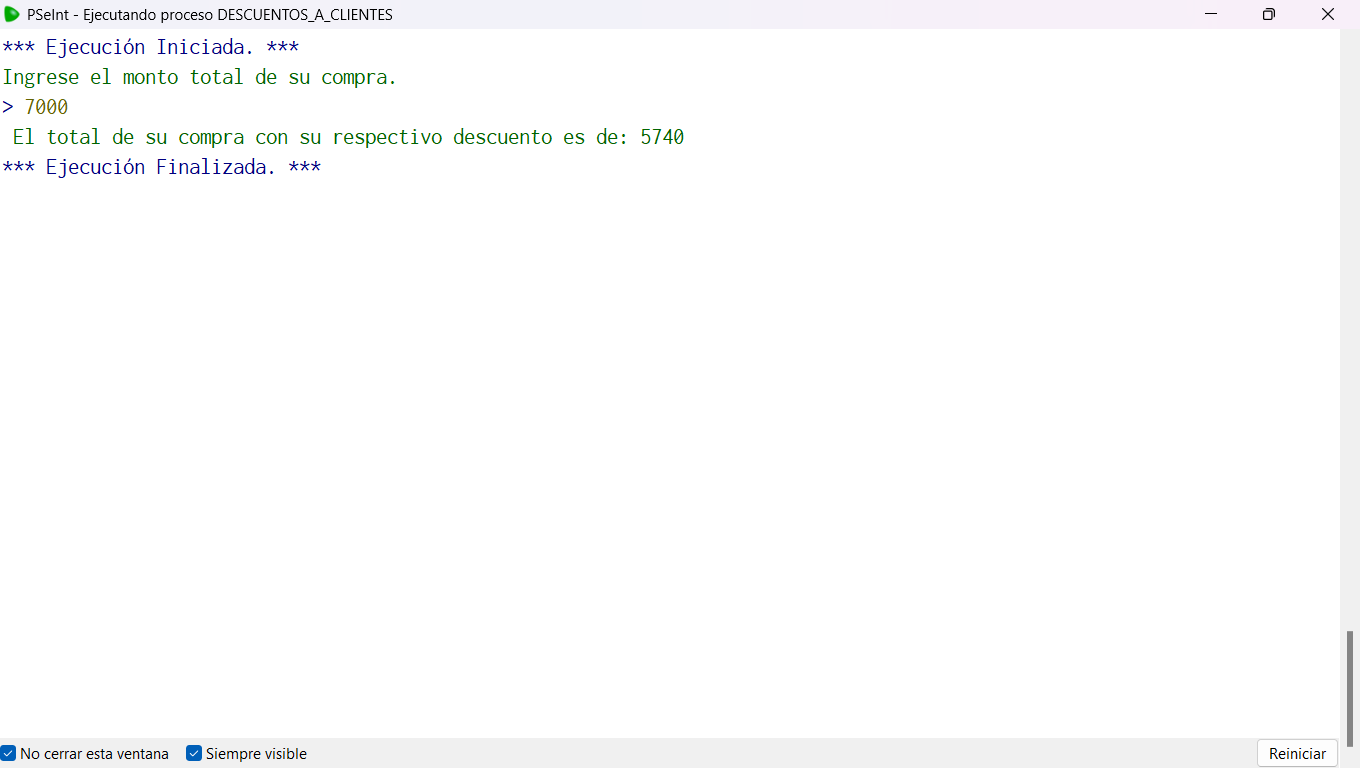 PSeInt - Ejecutando proceso DESCUENTOS_A_CLIENTES
*** Ejecución Iniciada. ***
Ingrese el monto total de su compra.
> 7000
El total de su compra con su respectivo descuento es de: 5740
*** Ejecución Finalizada. ***
No cerrar esta ventana Siempre visible Reiniciar